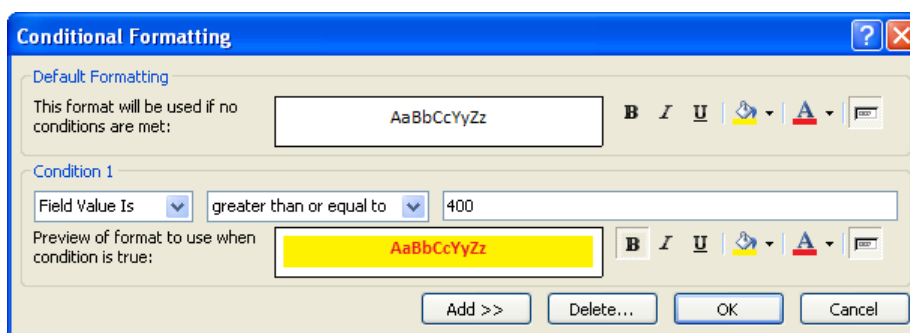 Conditional Formatting
Default Formatting
This format will be used if no
conditions are met:
AaBbCcYyZz
B I U A
Condition 1
Field Value Is greater than or equal to 400
Preview of format to use when
condition is true:
AaBbCcYyZz
B I U A
Add >> Delete... OK Cancel